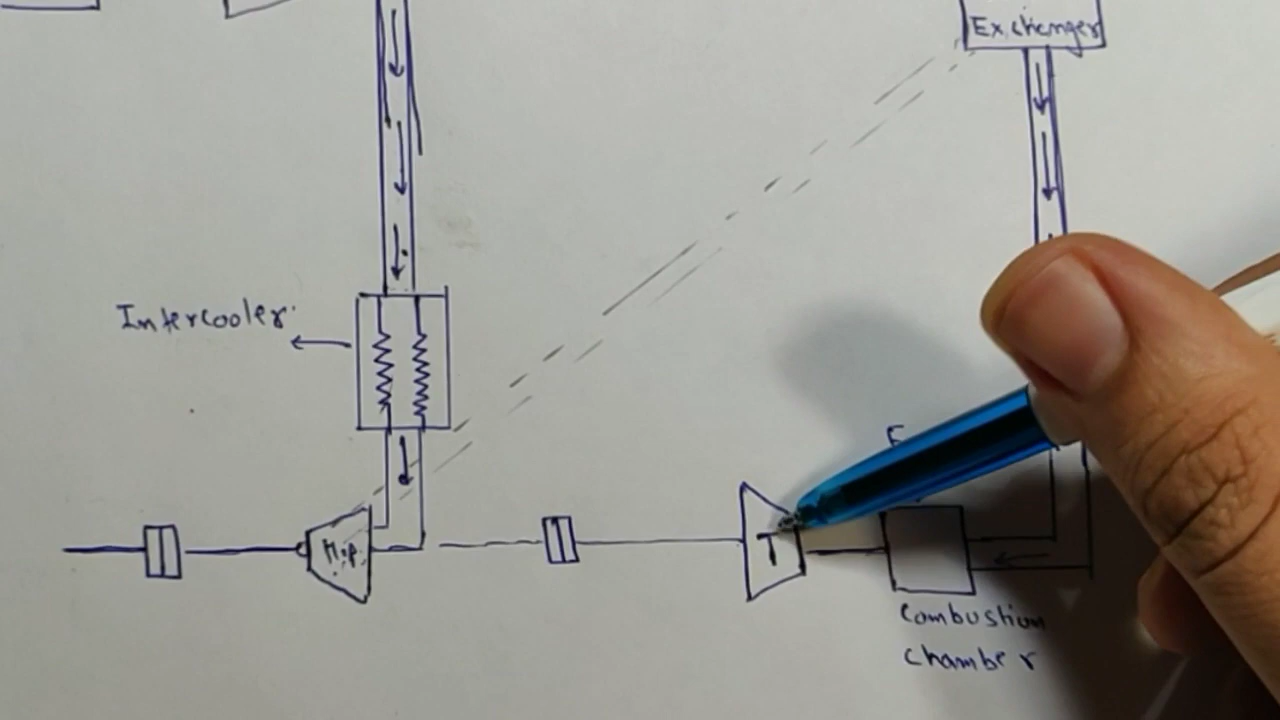 Exchanger
Intercooler
H.p.
T
F
Combustion
chamber